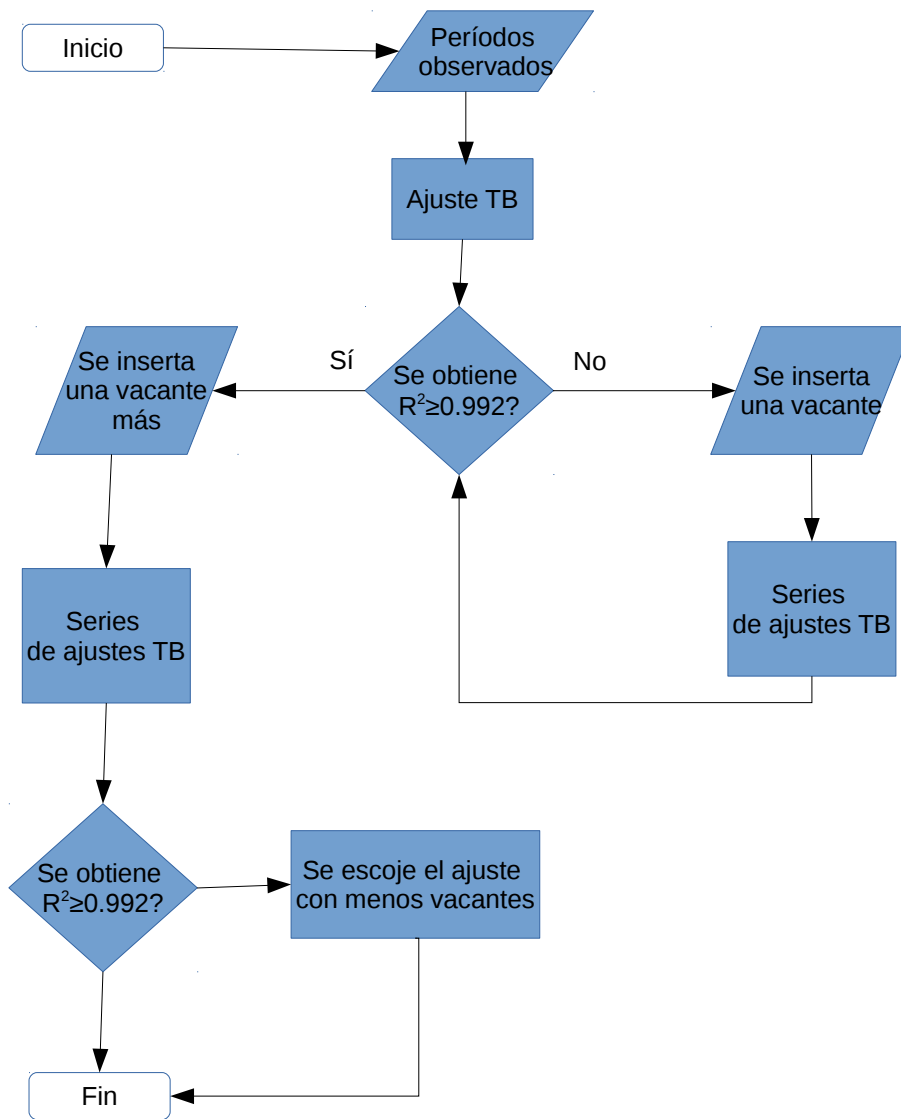 Inicio
Períodos
observados
Ajuste TB
Se obtiene
R²≥0.992?
Sí
No
Se inserta
una vacante
más
Se inserta
una vacante
Series
de ajustes TB
Series
de ajustes TB
Se obtiene
R²≥0.992?
Se escoje el ajuste
con menos vacantes
Fin